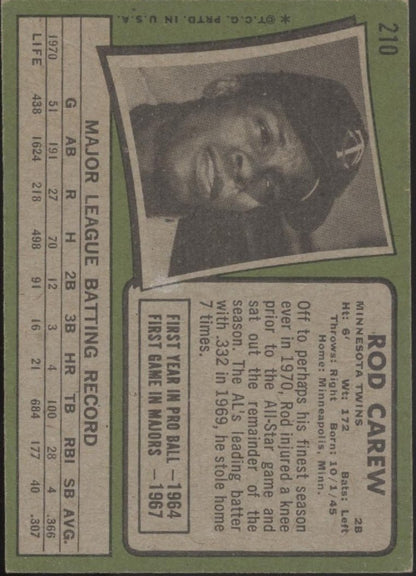 210
ROD CAREW
MINNESOTA TWINS 2B
Ht: 6' Wt: 172 Bats: Left
Throws: Right Born: 10/1/45
Home: Minneapolis, Minn.
Off to perhaps his finest season
ever in 1970, Rod injured a knee
prior to the All-Star game and
sat out the remainder of the
season. The AL's leading batter
with .332 in 1969, he stole home
7 times.
FIRST YEAR IN PRO BALL —1964
FIRST GAME IN MAJORS —1967
TC
* © T.C.G. PRTD. IN U.S.A.
MAJOR LEAGUE BATTING RECORD
G AB R H 2B 3B HR TB RBI SB AVG.
1970 51 191 27 70 12 3 4 100 28 4 .366
LIFE 438 1624 218 498 91 16 21 684 177 40 .307